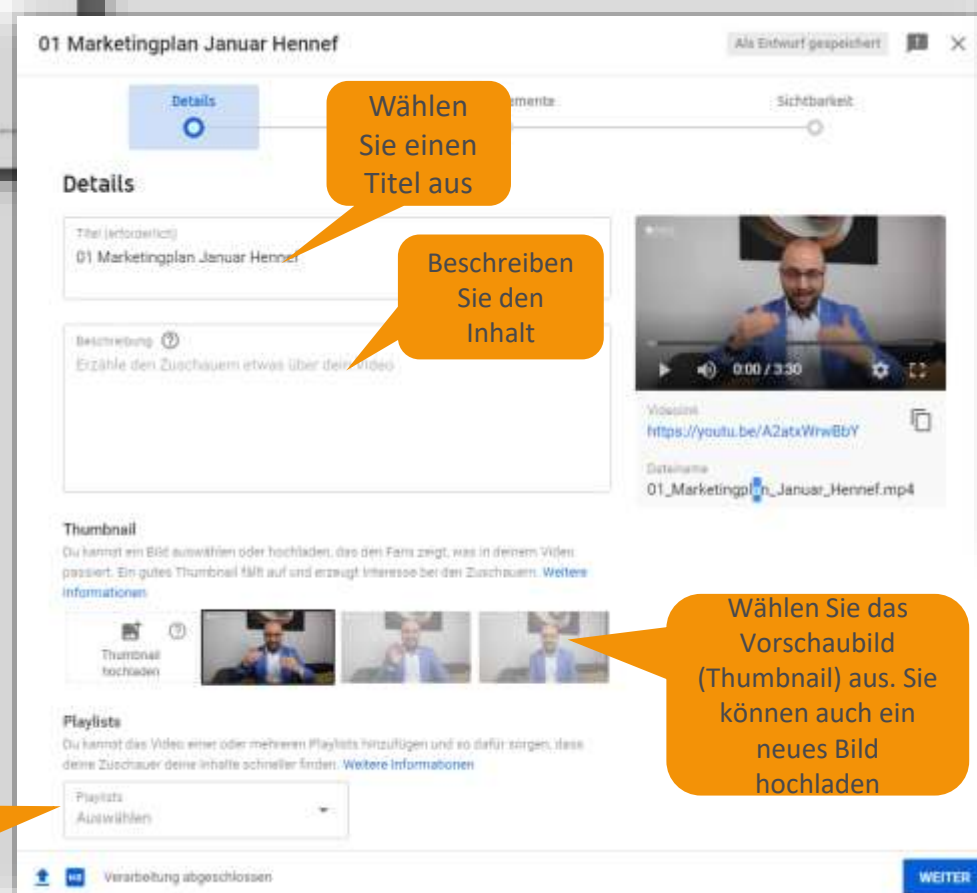 01 Marketingplan Januar Hennef
Als Entwurf gespeichert
Details
emente
Sichtbarkeit
Wählen
Sie einen
Titel aus
Details
Titel (erforderlich)
01 Marketingplan Januar Hennef
Beschreiben
Sie den
Inhalt
Beschreibung
Erzähle den Zuschauern etwas über dein Video
0:00 / 3:30
Videolink
https://youtu.be/A2atxWrwBbY
Dateiname
01_Marketingplan_Januar_Hennef.mp4
Thumbnail
Du kannst ein Bild auswählen oder hochladen, das den Fans zeigt, was in deinem Video
passiert. Ein gutes Thumbnail fällt auf und erzeugt Interesse bei den Zuschauern. Weitere
Informationen
Thumbnail
hochladen
Wählen Sie das
Vorschaubild
(Thumbnail) aus. Sie
können auch ein
neues Bild
hochladen
Playlists
Du kannst das Video einer oder mehreren Playlists hinzufügen und so dafür sorgen, dass
deine Zuschauer deine Inhalte schneller finden. Weitere Informationen
Playlists
Auswählen
Verarbeitung abgeschlossen
WEITER